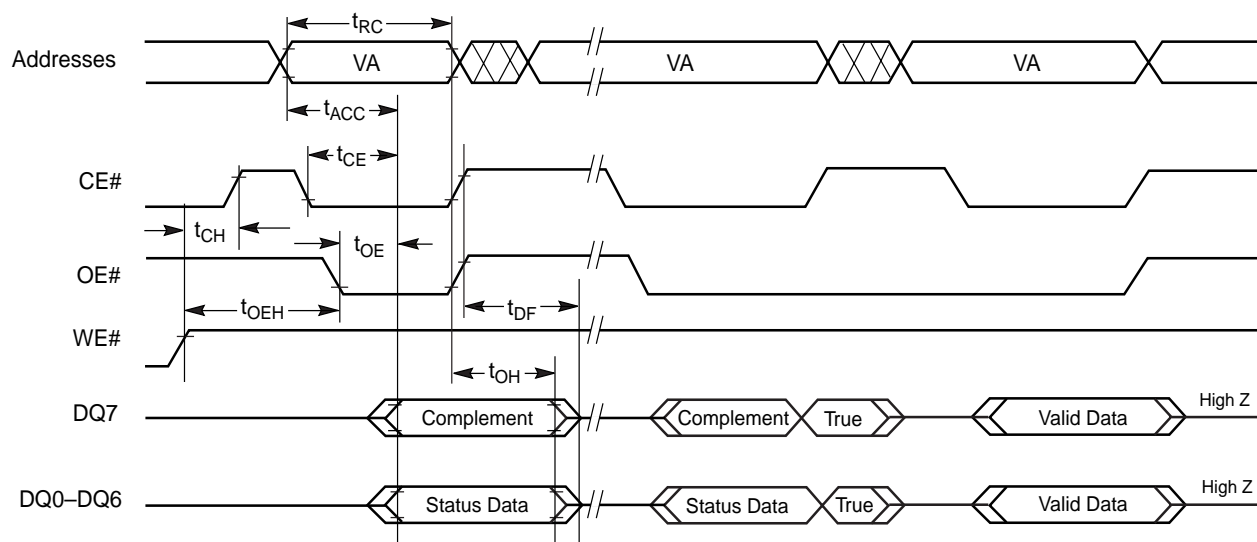 tRC
Addresses VA VA VA
tACC
tCE
CE#
tCH tOE
OE#
tOEH tDF
WE#
tOH
DQ7 Complement Complement True Valid Data High Z
DQ0–DQ6 Status Data Status Data True Valid Data High Z